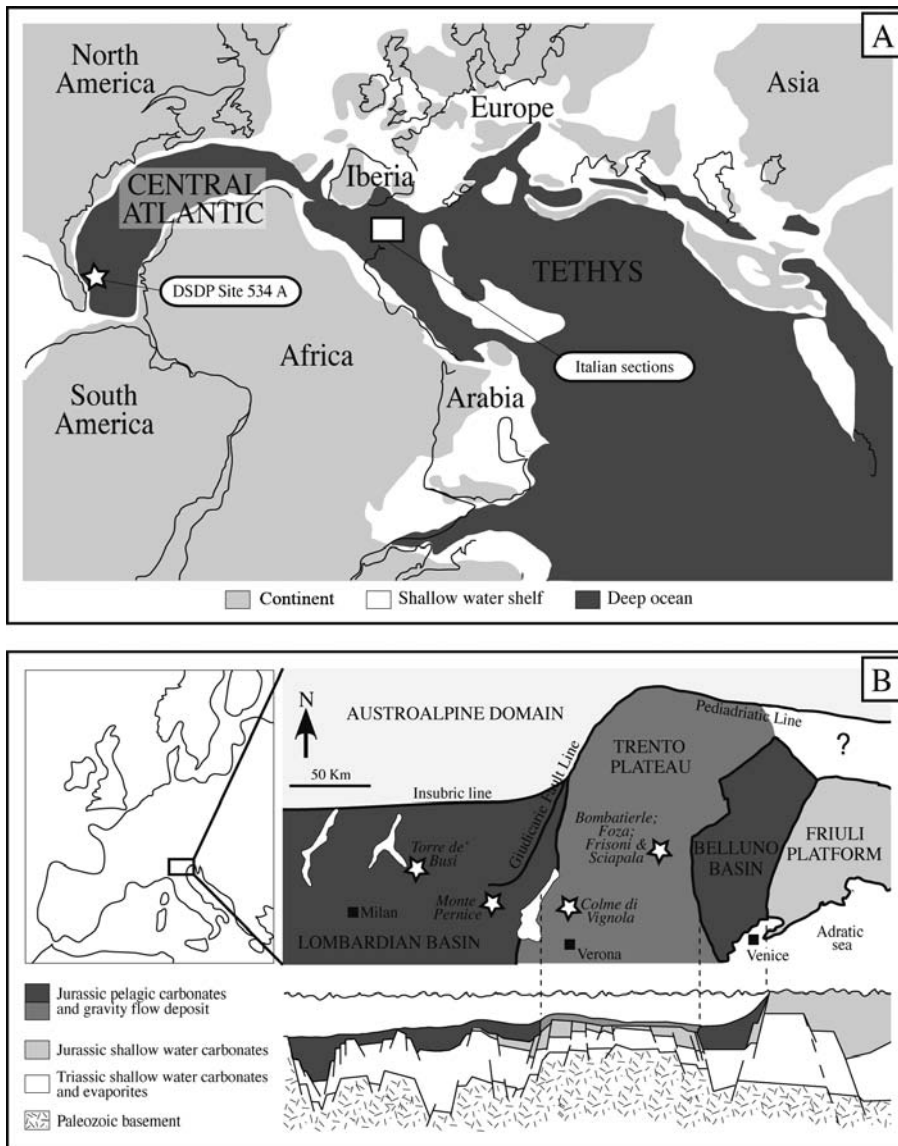 A
North
America
Asia
Europe
Iberia
CENTRAL
ATLANTIC
TETHYS
DSDP Site 534 A
Africa
Italian sections
South
America
Arabia
Continent
Shallow water shelf
Deep ocean
B
N
AUSTROALPINE DOMAIN
Pediadriatic Line
?
50 Km
TRENTO
PLATEAU
Insubric line
Giudicarie Fault Line
Bombatierle;
Foza;
Frisoni &
Sciapala
Torre de'
Busi
BELLUNO
BASIN
FRIULI
PLATFORM
Monte
Pernice
Colme di
Vignola
Milan
LOMBARDIAN BASIN
Verona
Venice
Adratic
sea
Jurassic pelagic carbonates
and gravity flow deposit
Jurassic shallow water carbonates
Triassic shallow water carbonates
and evaporites
Paleozoic basement